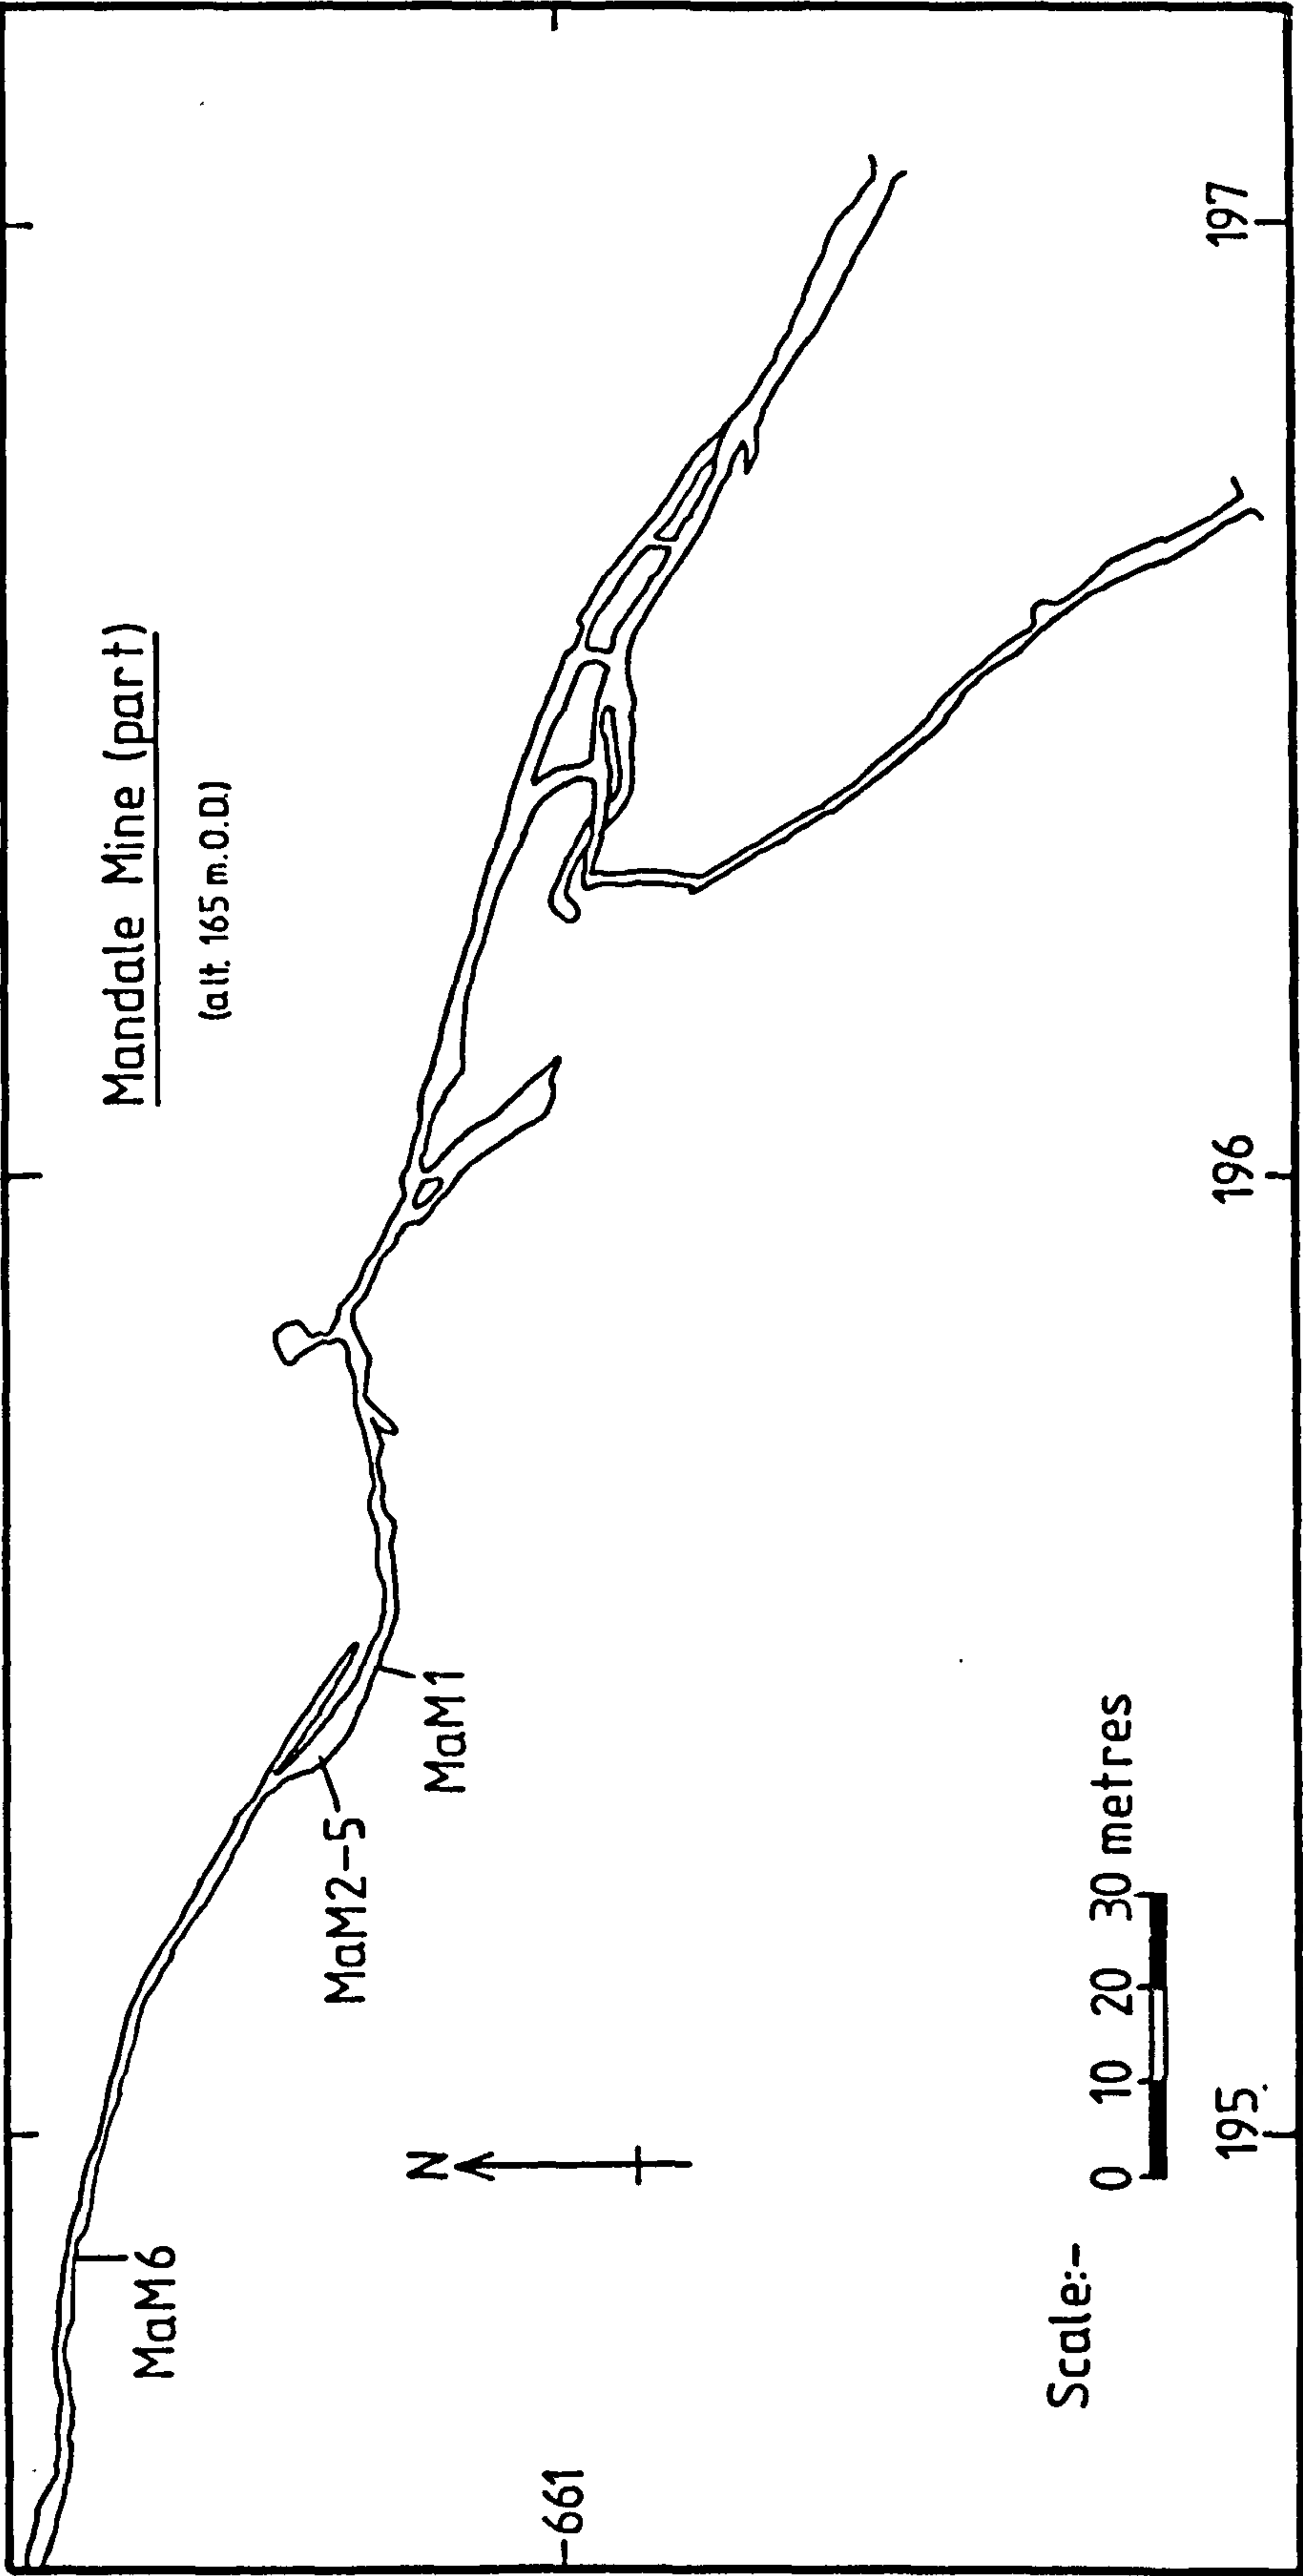 Mandale Mine (part)
(alt. 165 m.O.D.)
MaM6
MaM2-5
MaM1
N
661
Scale:-
0 10 20 30 metres
195 196 197